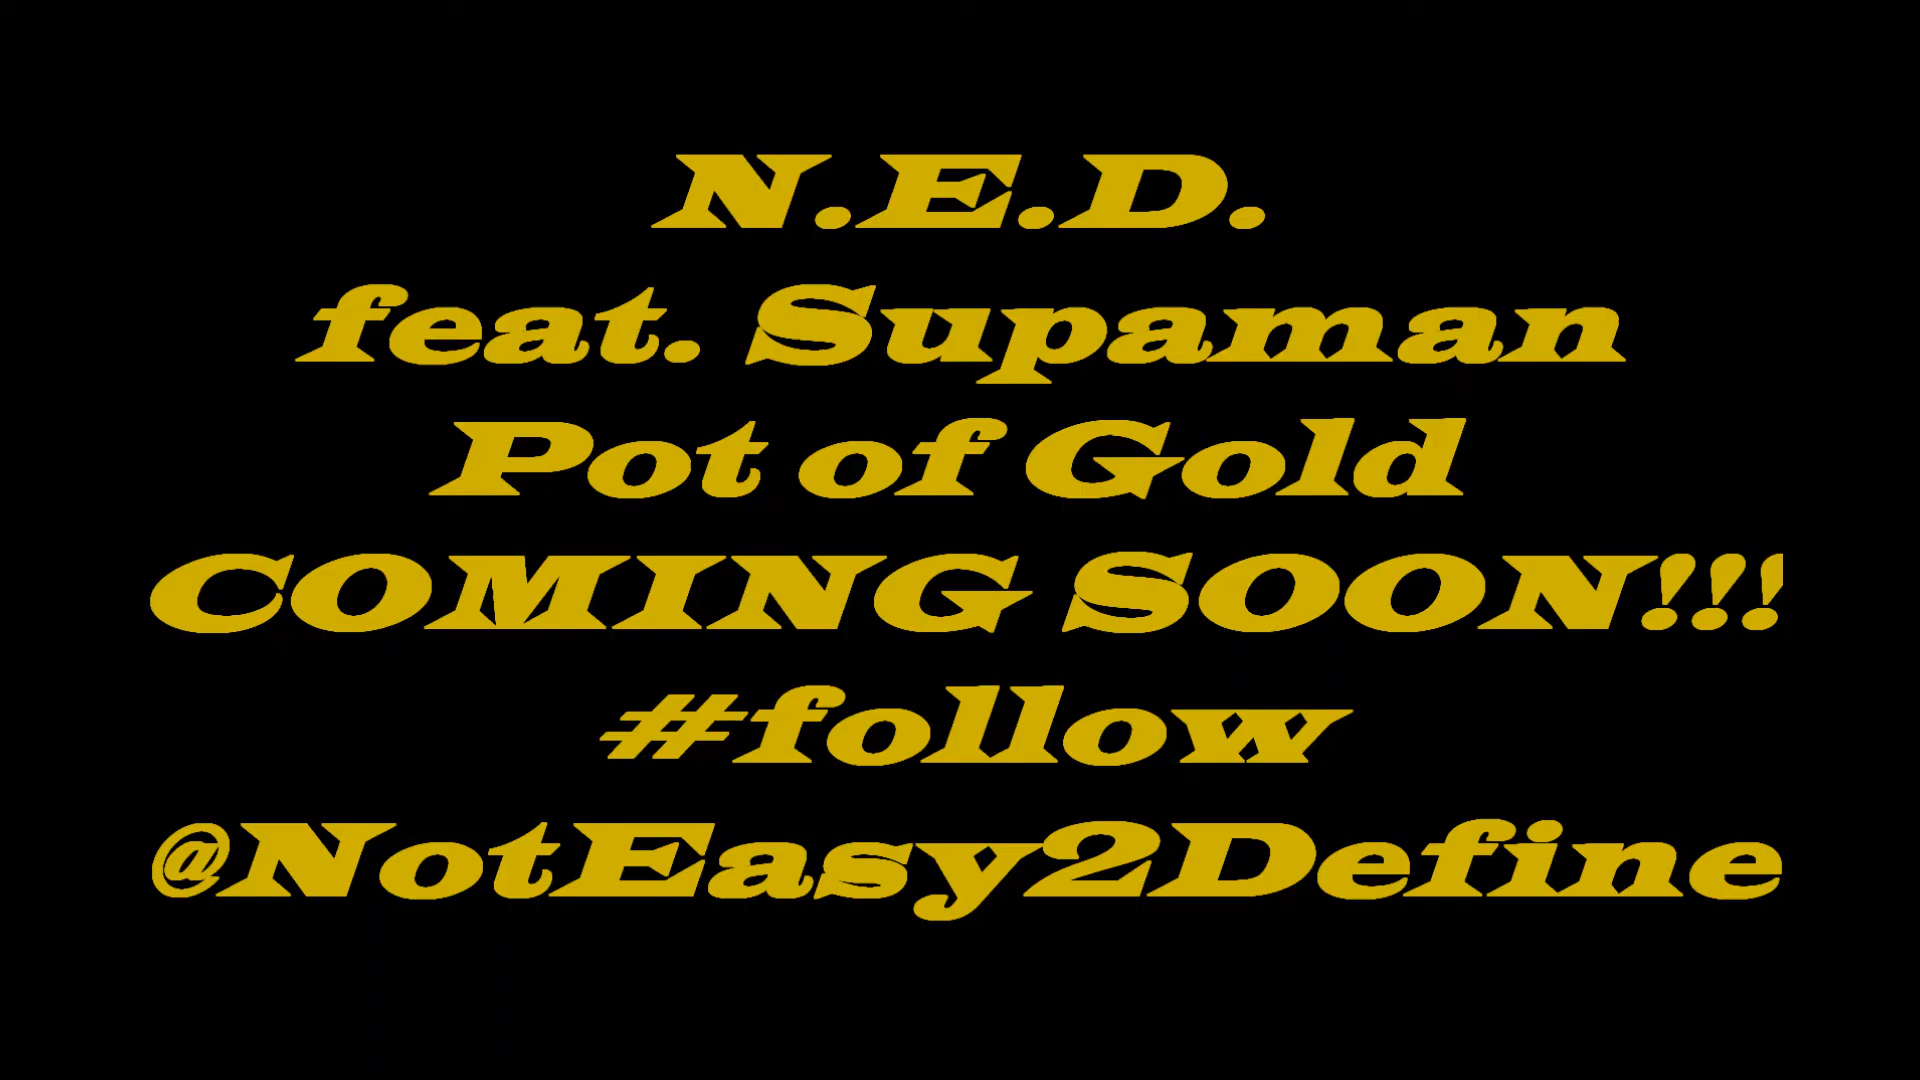 N.E.D.
feat. Supaman
Pot of Gold
COMING SOON!!!
#follow
@NotEasy2Define